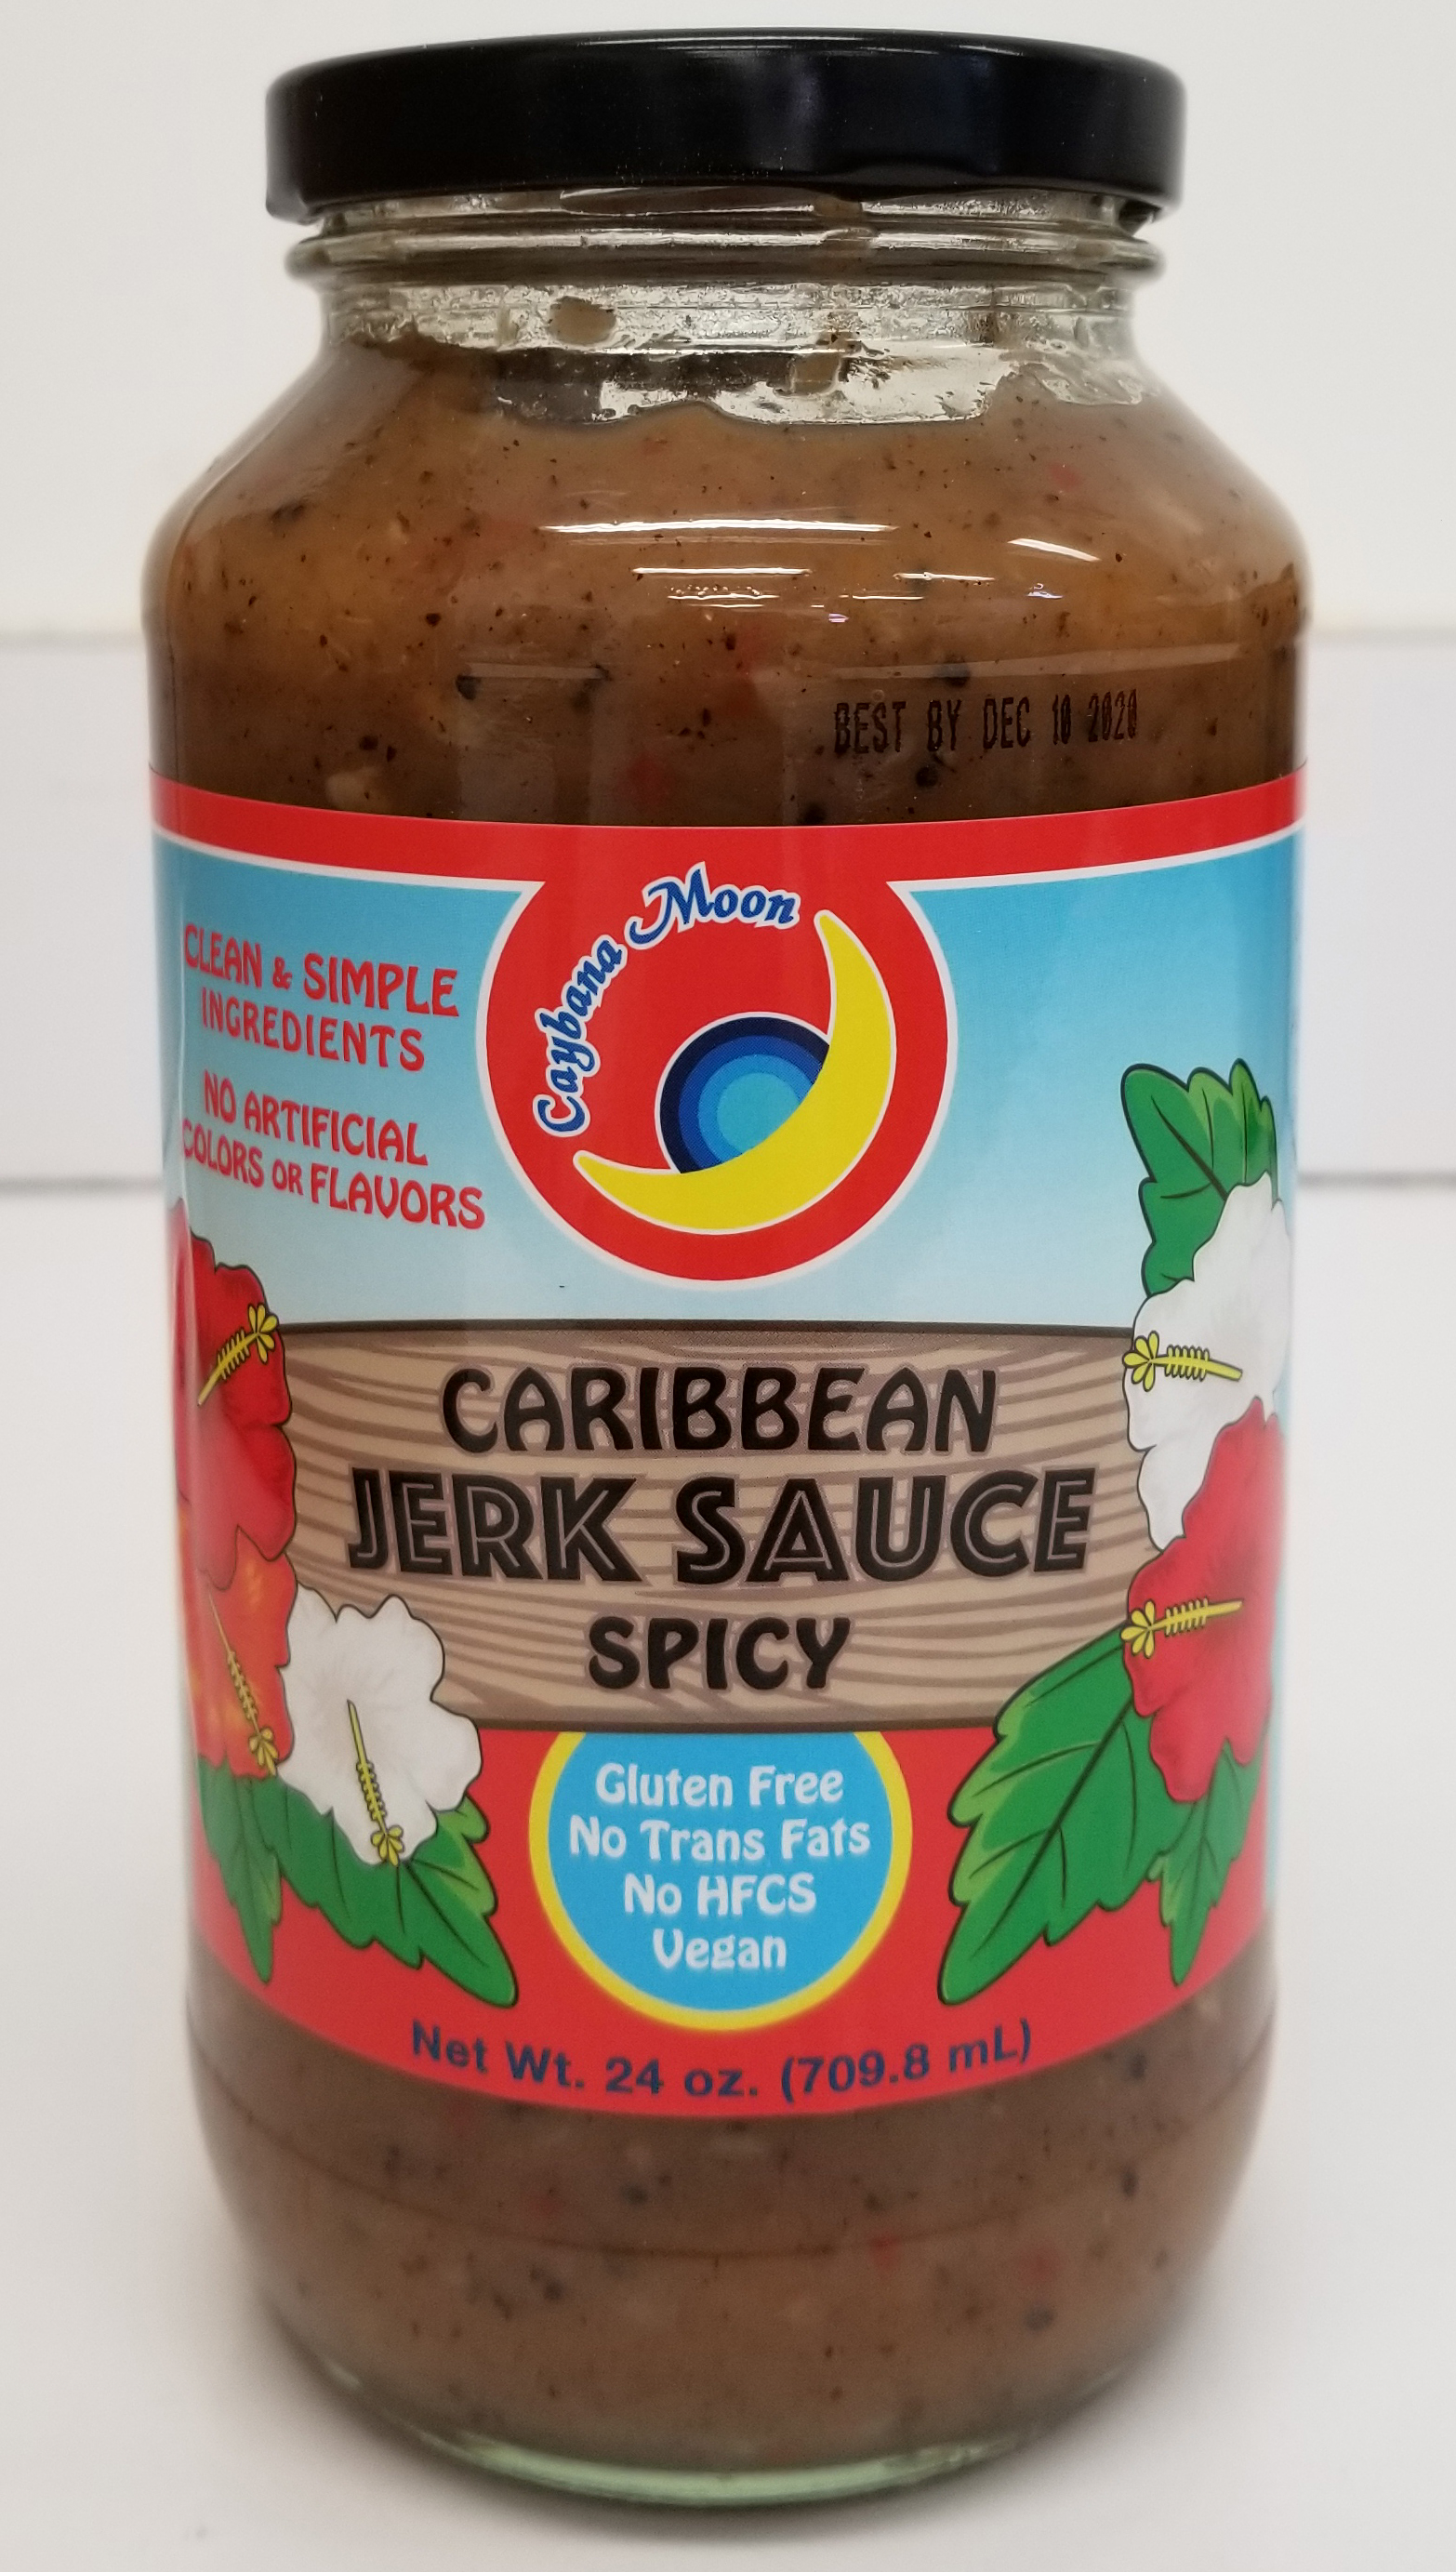 BEST BY DEC 10 2020
Caybana Moon
CLEAN & SIMPLE
INGREDIENTS
NO ARTIFICIAL
COLORS OR FLAVORS
CARIBBEAN
JERK SAUCE
SPICY
Gluten Free
No Trans Fats
No HFCS
Vegan
Net Wt. 24 oz. (709.8 mL)